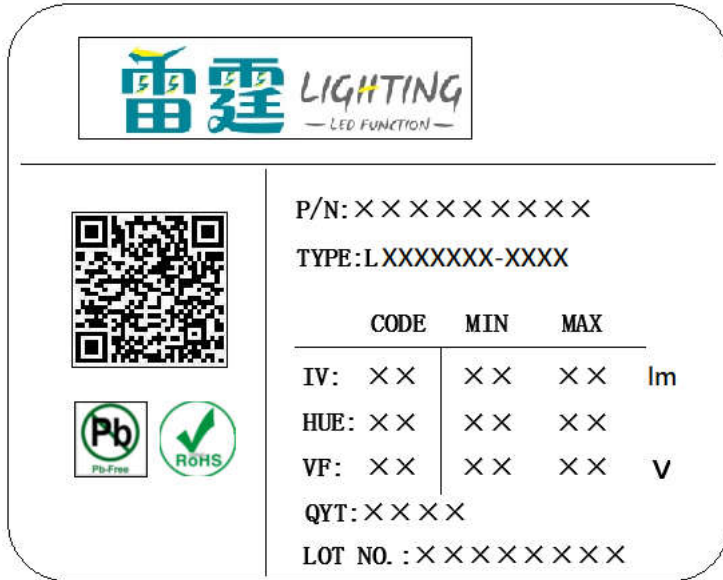 雷霆 LIGHTING
— LED FUNCTION —
P/N:×××××××××
TYPE:LXXXXXXX-XXXX
CODE MIN MAX
IV: ×× ×× ×× lm
HUE: ×× ×× ××
VF: ×× ×× ×× V
QYT:××××
LOT NO.:××××××××
Pb
Pb-Free
RoHS